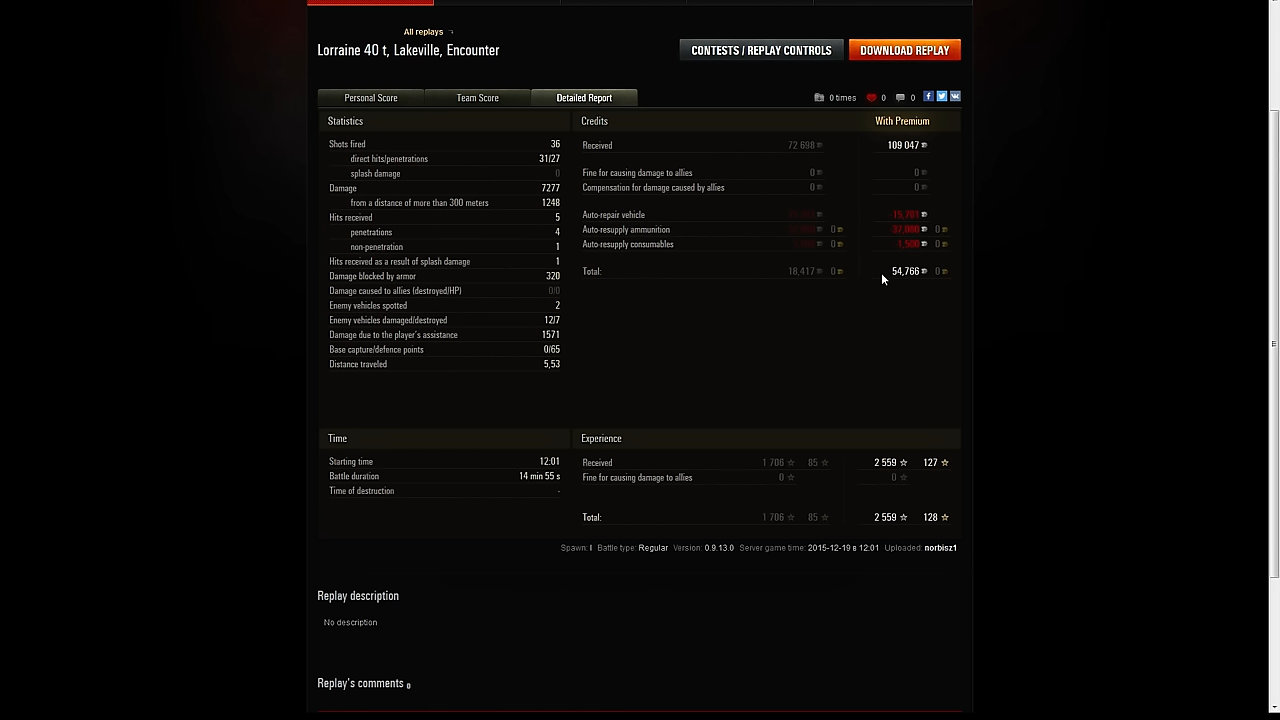 All replays
Lorraine 40 t, Lakeville, Encounter
CONTESTS / REPLAY CONTROLS
DOWNLOAD REPLAY
Personal Score Team Score Detailed Report
0 times 0 0
Statistics
Shots fired 36
direct hits/penetrations 31/27
splash damage 0
Damage 7277
from a distance of more than 300 meters 1248
Hits received 5
penetrations 4
non-penetration 1
Hits received as a result of splash damage 1
Damage blocked by armor 320
Damage caused to allies (destroyed/HP) 0/0
Enemy vehicles spotted 2
Enemy vehicles damaged/destroyed 12/7
Damage due to the player's assistance 1571
Base capture/defence points 0/65
Distance traveled 5,53
Credits With Premium
Received 72 698 109 047
Fine for causing damage to allies 0 0
Compensation for damage caused by allies 0 0
Auto-repair vehicle -15,701
Auto-resupply ammunition 0 0
Auto-resupply consumables 0 0
Total: 18,417 0 54,766 0
Time
Starting time 12:01
Battle duration 14 min 55 s
Time of destruction -
Experience
Received 1 706 85 2 559 127
Fine for causing damage to allies 0 0
Total: 1 706 85 2 559 128
Spawn: I Battle type: Regular Version: 0.9.13.0 Server game time: 2015-12-19 в 12:01 Uploaded: norbisz1
Replay description
No description
Replay's comments 0